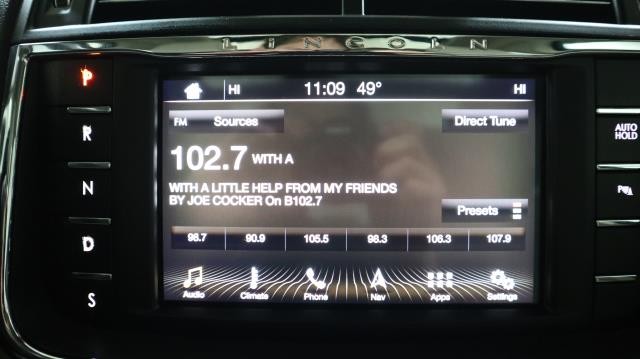 LINCOLN
P
R
N
D
S
HI 11:09 49° HI
FM Sources Direct Tune
102.7 WITH A
WITH A LITTLE HELP FROM MY FRIENDS
BY JOE COCKER On B102.7
Presets
96.7 90.9 105.5 96.3 106.3 107.9
Audio Climate Phone Nav Apps Settings
AUTO
HOLD